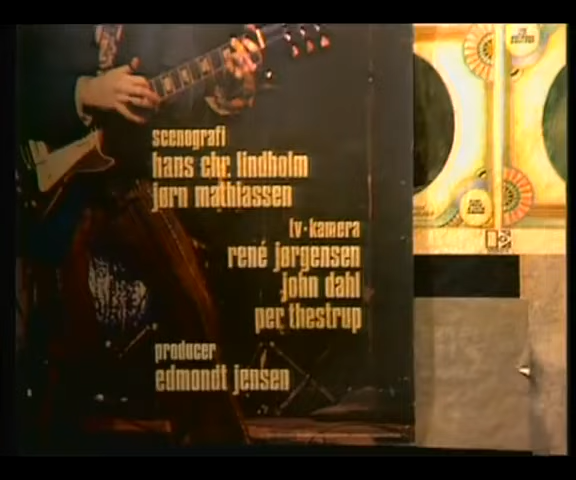 scenografi
hans chr. lindholm
jørn mathiassen
tv-kamera
rené jørgensen
john dahl
per thestrup
producer
edmondt jensen